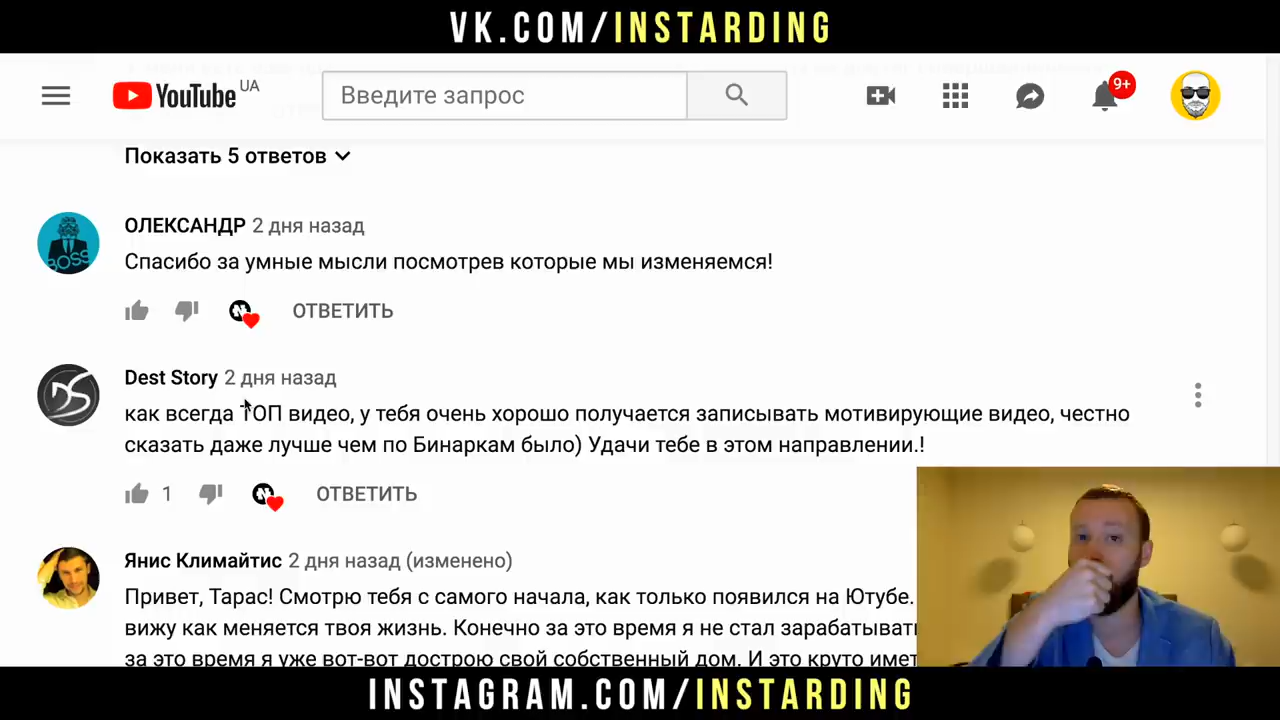 VK.COM/INSTARDING
YouTube UA
Введите запрос
9+
Показать 5 ответов
ОЛЕКСАНДР 2 дня назад
BOSS
Спасибо за умные мысли посмотрев которые мы изменяемся!
ОТВЕТИТЬ
Dest Story 2 дня назад
как всегда ТОП видео, у тебя очень хорошо получается записывать мотивирующие видео, честно
сказать даже лучше чем по Бинаркам было) Удачи тебе в этом направлении.!
1
ОТВЕТИТЬ
Янис Климайтис 2 дня назад (изменено)
Привет, Тарас! Смотрю тебя с самого начала, как только появился на Ютубе.
вижу как меняется твоя жизнь. Конечно за это время я не стал
за это время я уже вот-вот дострою свой собственный дом. И это круто
INSTAGRAM.COM/INSTARDING